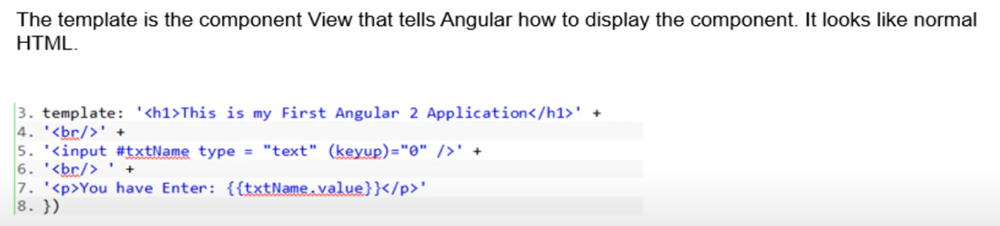 The template is the component View that tells Angular how to display the component. It looks like normal
HTML.
3. template: '<h1>This is my First Angular 2 Application</h1>' +
4. '<br/>' +
5. '<input #txtName type = "text" (keyup)="0" />' +
6. '<br/> ' +
7. '<p>You have Enter: {{txtName.value}}</p>'
8. })